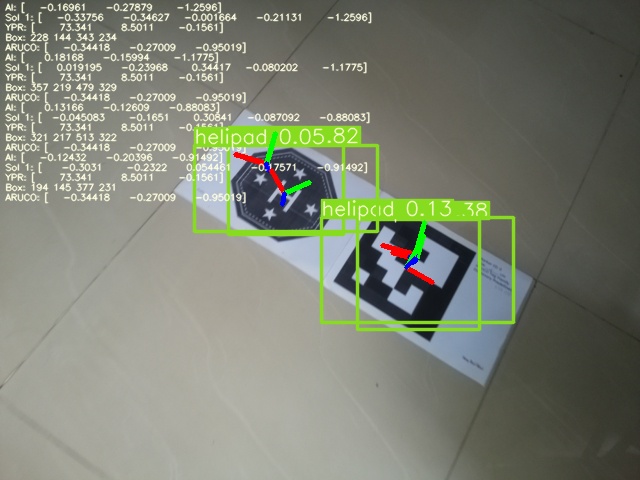 AI: [ -0.16961 -0.27879 -1.2596]
Sol 1: [ -0.33756 -0.34627 -0.001664 -0.21131 -1.2596]
YPR: [ 73.341 8.5011 -0.1561]
Box: 228 144 343 234
ARUCO: [ -0.34418 -0.27009 -0.95019]
AI: [ 0.18168 -0.15994 -1.1775]
Sol 1: [ 0.019195 -0.23968 0.34417 -0.080202 -1.1775]
YPR: [ 73.341 8.5011 -0.1561]
Box: 357 219 479 329
ARUCO: [ -0.34418 -0.27009 -0.95019]
AI: [ 0.13166 -0.12609 -0.88083]
Sol 1: [ -0.045083 -0.1651 0.30841 -0.087092 -0.88083]
YPR: [ 73.341 8.5011 -0.1561]
Box: 321 217 513 322
helipad 0.05.82
ARUCO: [ -0.34418 -0.27009 -0.95019]
AI: [ -0.12432 -0.20396 -0.91492]
Sol 1: [ -0.3031 -0.2322 0.054461 -0.17571 -0.91492]
YPR: [ 73.341 8.5011 -0.1561]
Box: 194 145 377 231
ARUCO: [ -0.34418 -0.27009 -0.95019]
helipad 0.13 .38
H